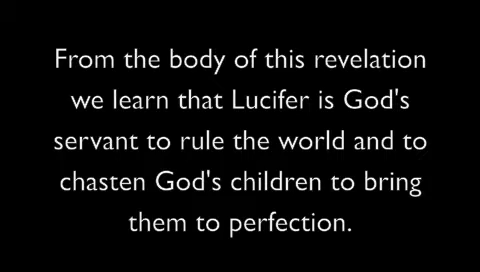 From the body of this revelation
we learn that Lucifer is God's
servant to rule the world and to
chasten God's children to bring
them to perfection.